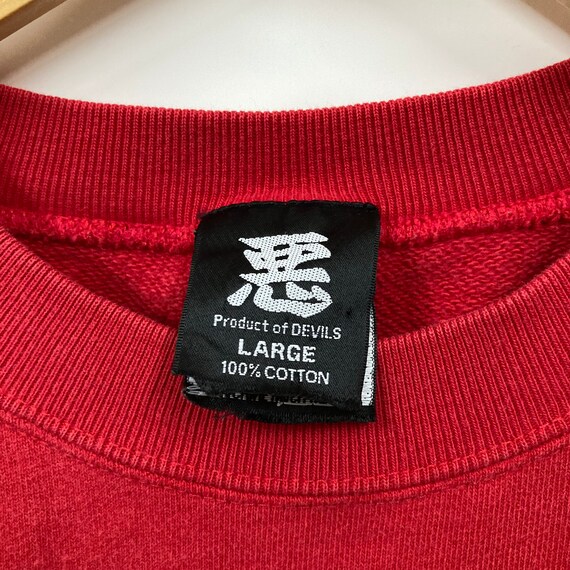 悪
Product of DEVILS
LARGE
100% COTTON